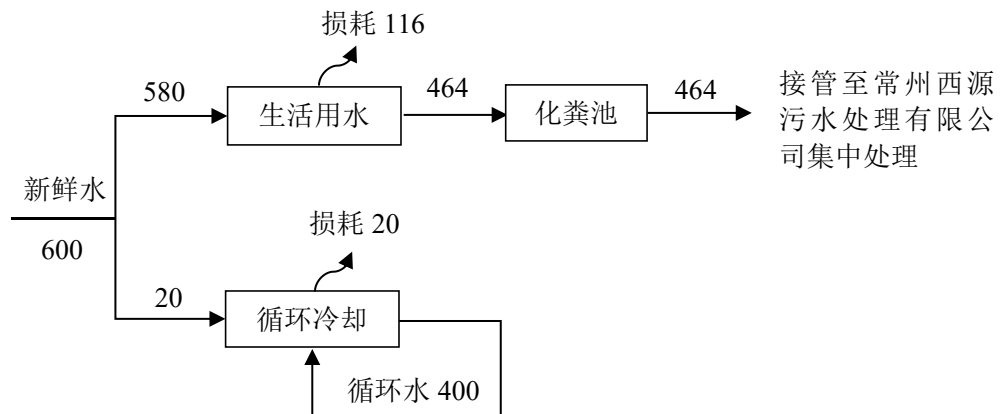 损耗 116
580
生活用水
464
化粪池
464
接管至常州西源
污水处理有限公
司集中处理
新鲜水
600
损耗 20
20
循环冷却
循环水 400